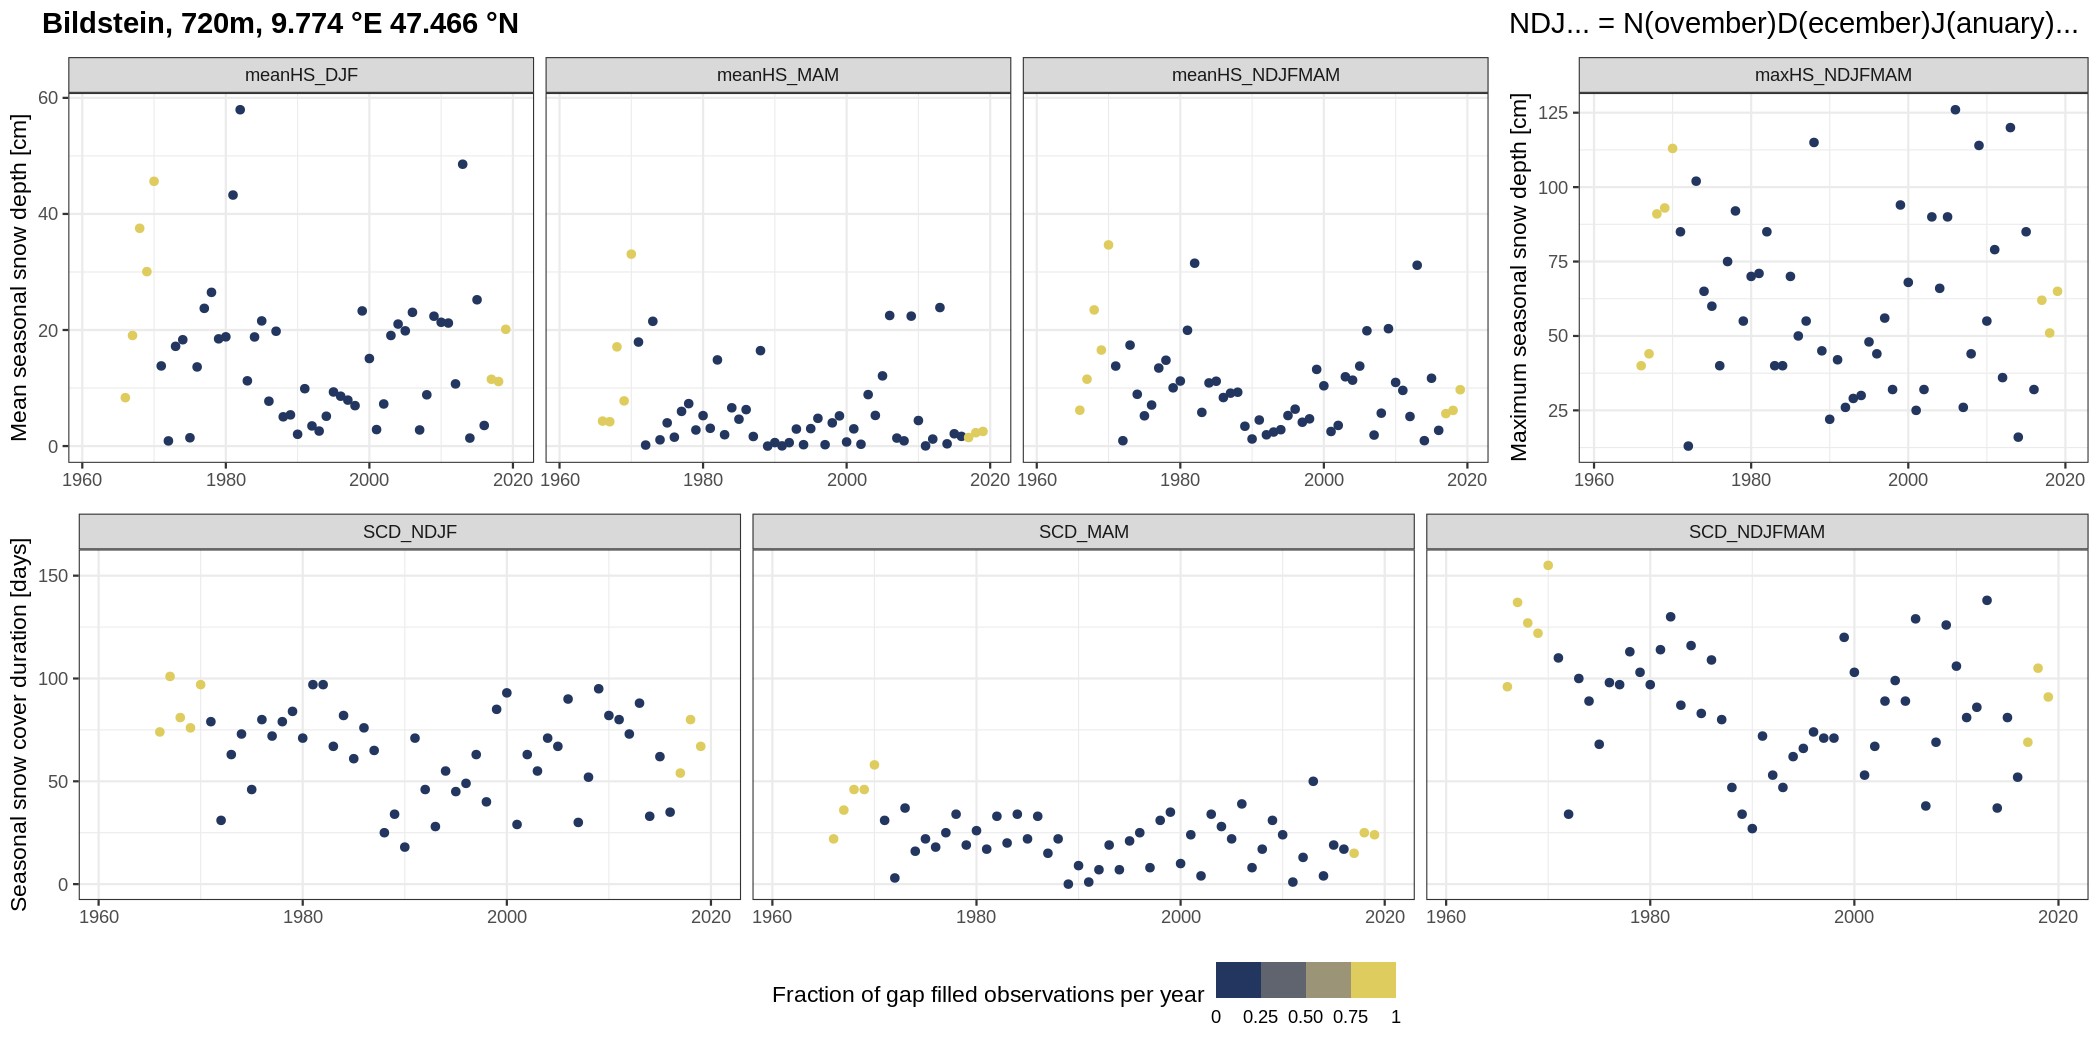 Bildstein, 720m, 9.774 °E 47.466 °N
NDJ... = N(ovember)D(ecember)J(anuary)...
meanHS_DJF
meanHS_MAM
meanHS_NDJFMAM
maxHS_NDJFMAM
Mean seasonal snow depth [cm]
60
40
20
0
1960 1980 2000 2020
1960 1980 2000 2020
1960 1980 2000 2020
Maximum seasonal snow depth [cm]
125
100
75
50
25
1960 1980 2000 2020
SCD_NDJF
SCD_MAM
SCD_NDJFMAM
Seasonal snow cover duration [days]
150
100
50
0
1960 1980 2000 2020
1960 1980 2000 2020
1960 1980 2000 2020
Fraction of gap filled observations per year
0 0.25 0.50 0.75 1